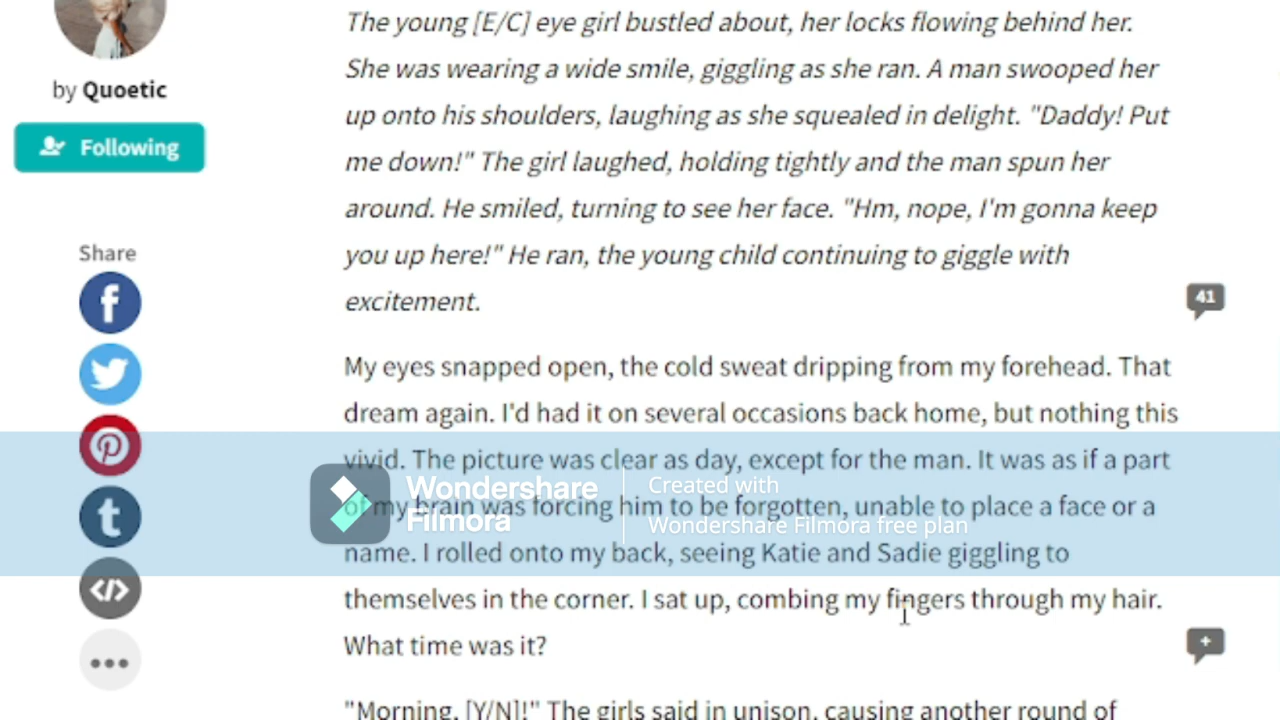 by Quoetic
Following
Share
The young [E/C] eye girl bustled about, her locks flowing behind her.
She was wearing a wide smile, giggling as she ran. A man swooped her
up onto his shoulders, laughing as she squealed in delight. "Daddy! Put
me down!" The girl laughed, holding tightly and the man spun her
around. He smiled, turning to see her face. "Hm, nope, I'm gonna keep
you up here!" He ran, the young child continuing to giggle with
excitement.
41
My eyes snapped open, the cold sweat dripping from my forehead. That
dream again. I'd had it on several occasions back home, but nothing this
vivid. The picture was clear as day, except for the man. It was as if a part
of my brain was forcing him to be forgotten, unable to place a face or a
name. I rolled onto my back, seeing Katie and Sadie giggling to
themselves in the corner. I sat up, combing my fingers through my hair.
What time was it?
+
"Morning, [Y/N]!" The girls said in unison, causing another round of
Wondershare
Filmora
Created with
Wondershare Filmora free plan